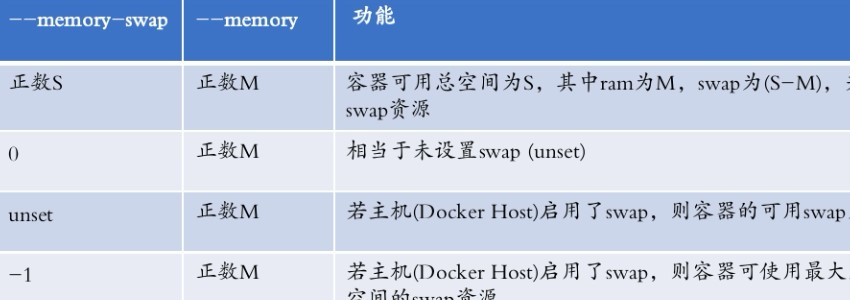 --memory-swap --memory 功能
正数S 正数M 容器可用总空间为S，其中ram为M，swap为(S-M)，
swap资源
0 正数M 相当于未设置swap (unset)
unset 正数M 若主机(Docker Host)启用了swap，则容器的可用swap
-1 正数M 若主机(Docker Host)启用了swap，则容器可使用最大
空间的swap资源